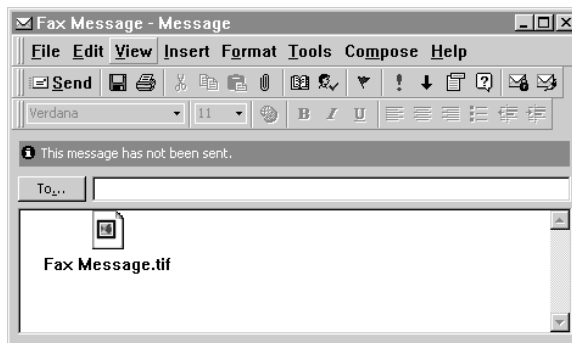 Fax Message - Message
File Edit View Insert Format Tools Compose Help
Send
Verdana 11 B I U
This message has not been sent.
To...
Fax Message.tif